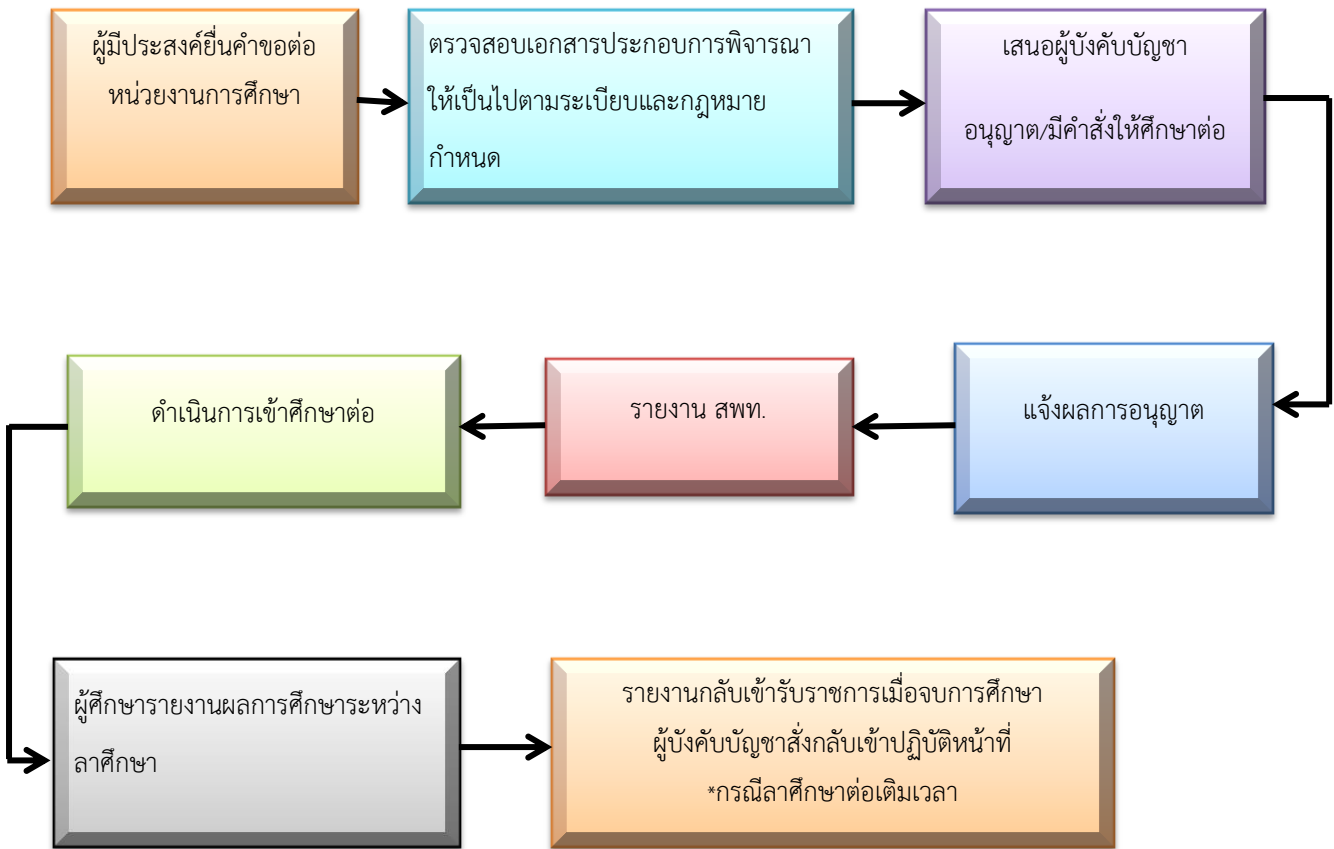 ผู้มีประสงค์ยื่นคำขอต่อ
หน่วยงานการศึกษา
ตรวจสอบเอกสารประกอบการพิจารณา
ให้เป็นไปตามระเบียบและกฎหมาย
กำหนด
เสนอผู้บังคับบัญชา
อนุญาต/มีคำสั่งให้ศึกษาต่อ
แจ้งผลการอนุญาต
รายงาน สพท.
ดำเนินการเข้าศึกษาต่อ
ผู้ศึกษารายงานผลการศึกษาระหว่าง
ลาศึกษา
รายงานกลับเข้ารับราชการเมื่อจบการศึกษา
ผู้บังคับบัญชาสั่งกลับเข้าปฏิบัติหน้าที่
*กรณีลาศึกษาต่อเติมเวลา